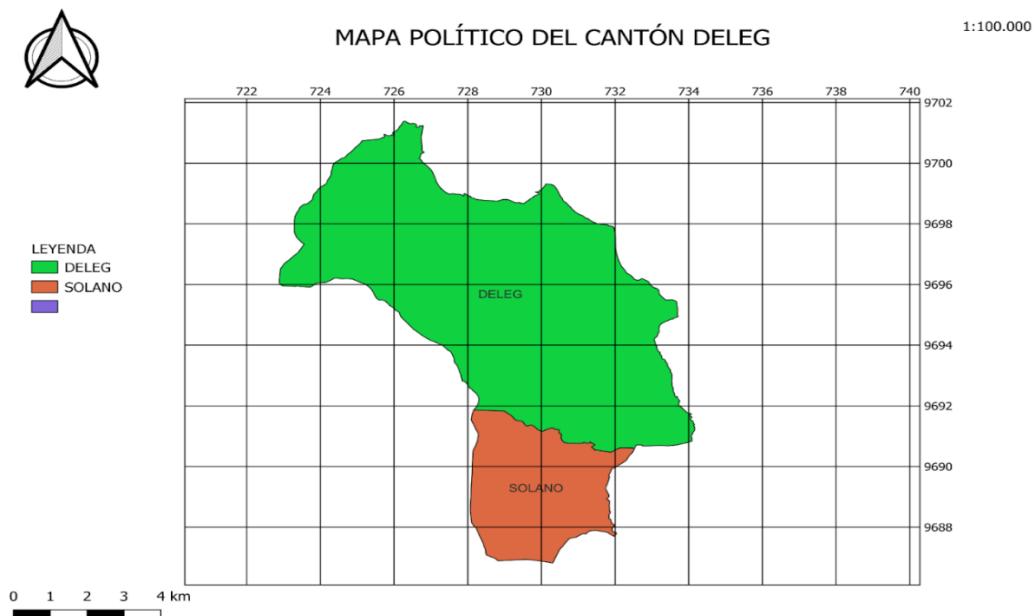 MAPA POLÍTICO DEL CANTÓN DELEG
1:100.000
722 724 726 728 730 732 734 736 738 740
9702
9700
9698
LEYENDA
DELEG
SOLANO
9696
DELEG
9694
9692
9690
SOLANO
9688
0 1 2 3 4 km